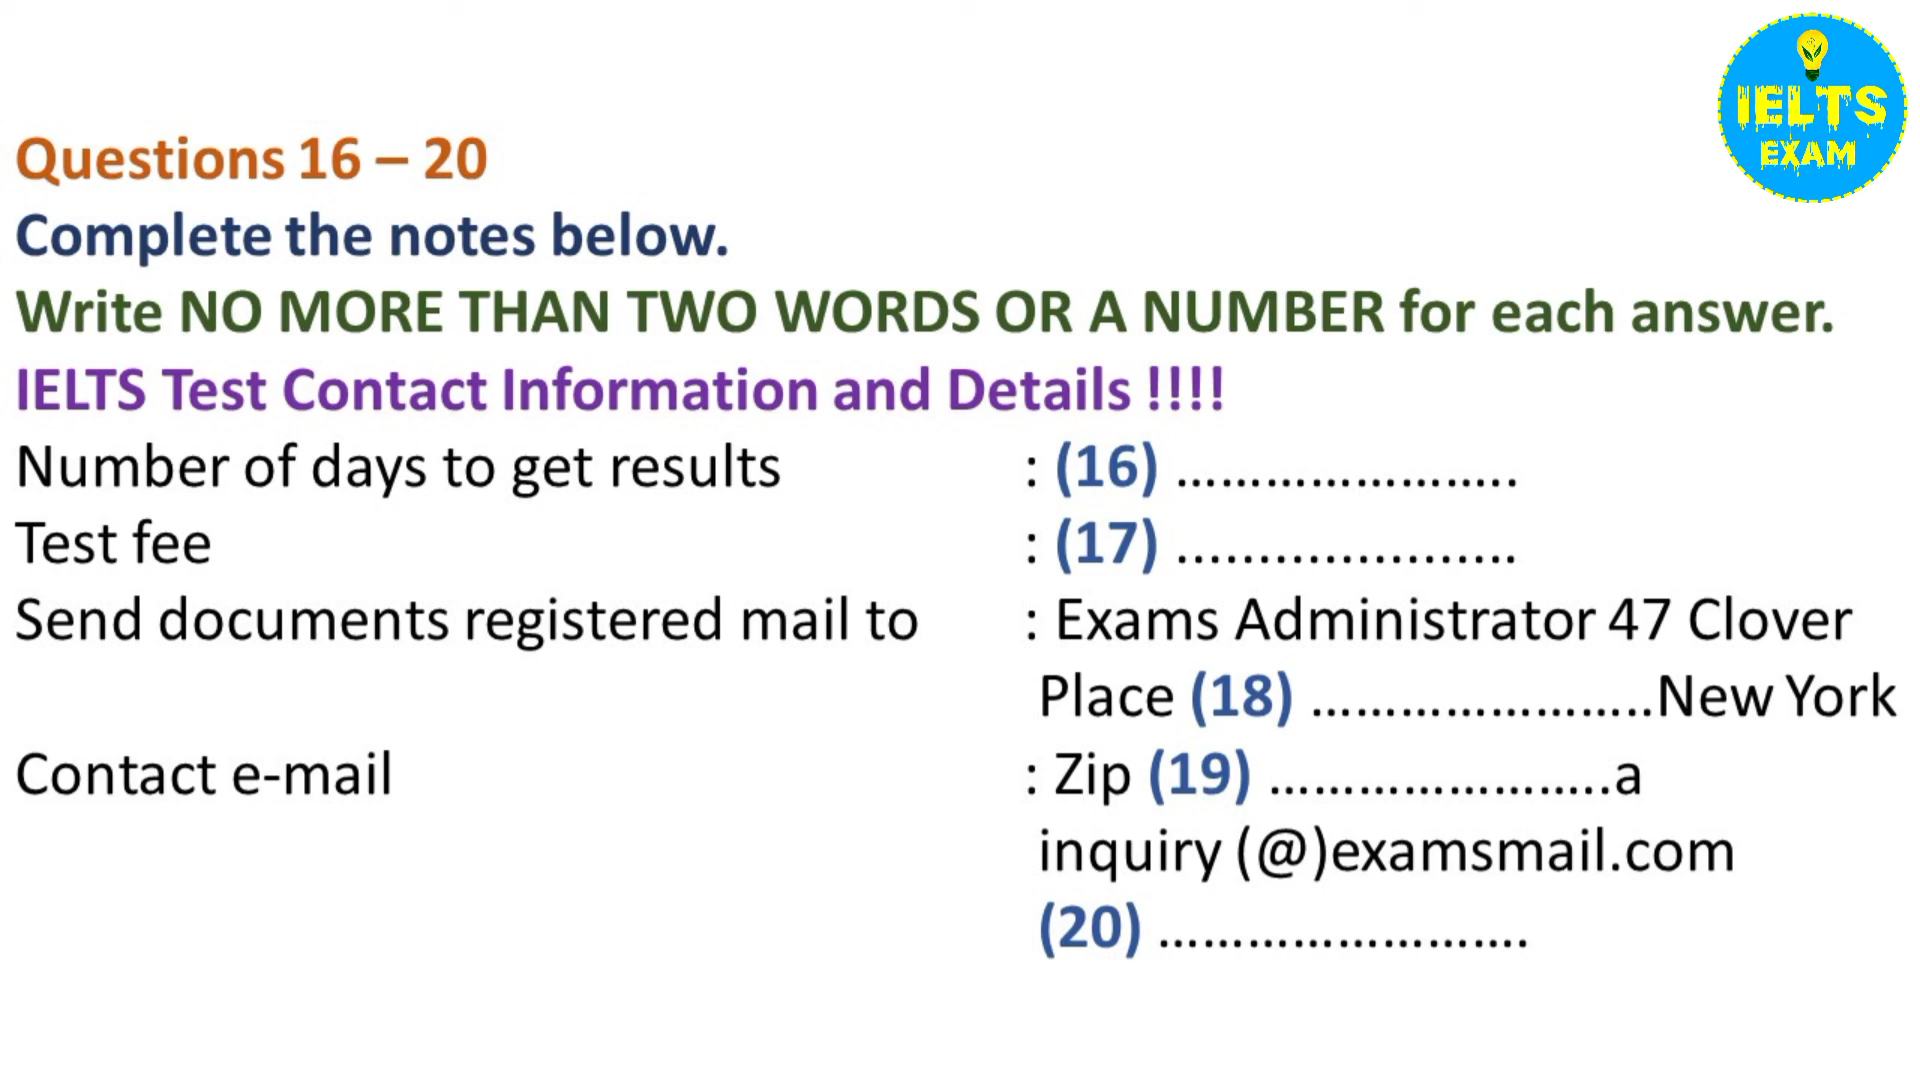 IELTS
EXAM
Questions 16 – 20
Complete the notes below.
Write NO MORE THAN TWO WORDS OR A NUMBER for each answer.
IELTS Test Contact Information and Details !!!!
Number of days to get results : (16) …………………..
Test fee : (17) .....................
Send documents registered mail to : Exams Administrator 47 Clover
Place (18) …………………..New York
Contact e-mail : Zip (19) …………………..a
inquiry (@)examsmail.com
(20) …………………….